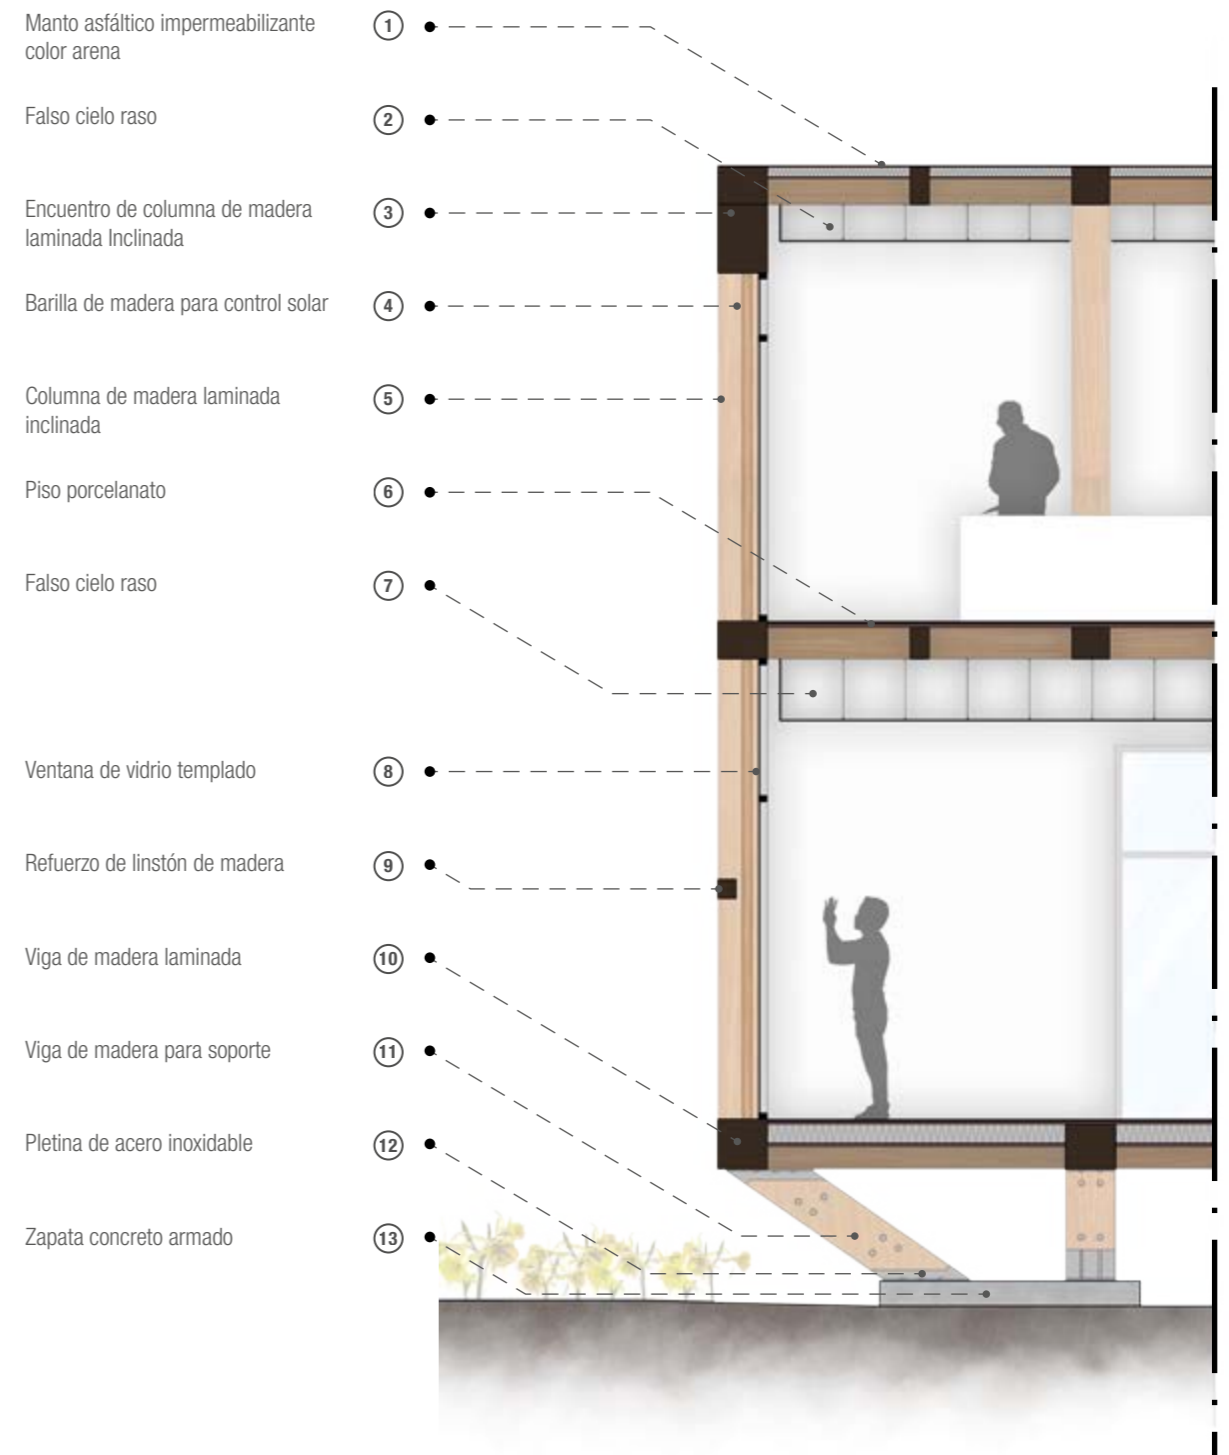 Manto asfáltico impermeabilizante
color arena
1
Falso cielo raso
2
Encuentro de columna de madera
laminada Inclinada
3
Barilla de madera para control solar
4
Columna de madera laminada
inclinada
5
Piso porcelanato
6
Falso cielo raso
7
Ventana de vidrio templado
8
Refuerzo de linstón de madera
9
Viga de madera laminada
10
Viga de madera para soporte
11
Pletina de acero inoxidable
12
Zapata concreto armado
13